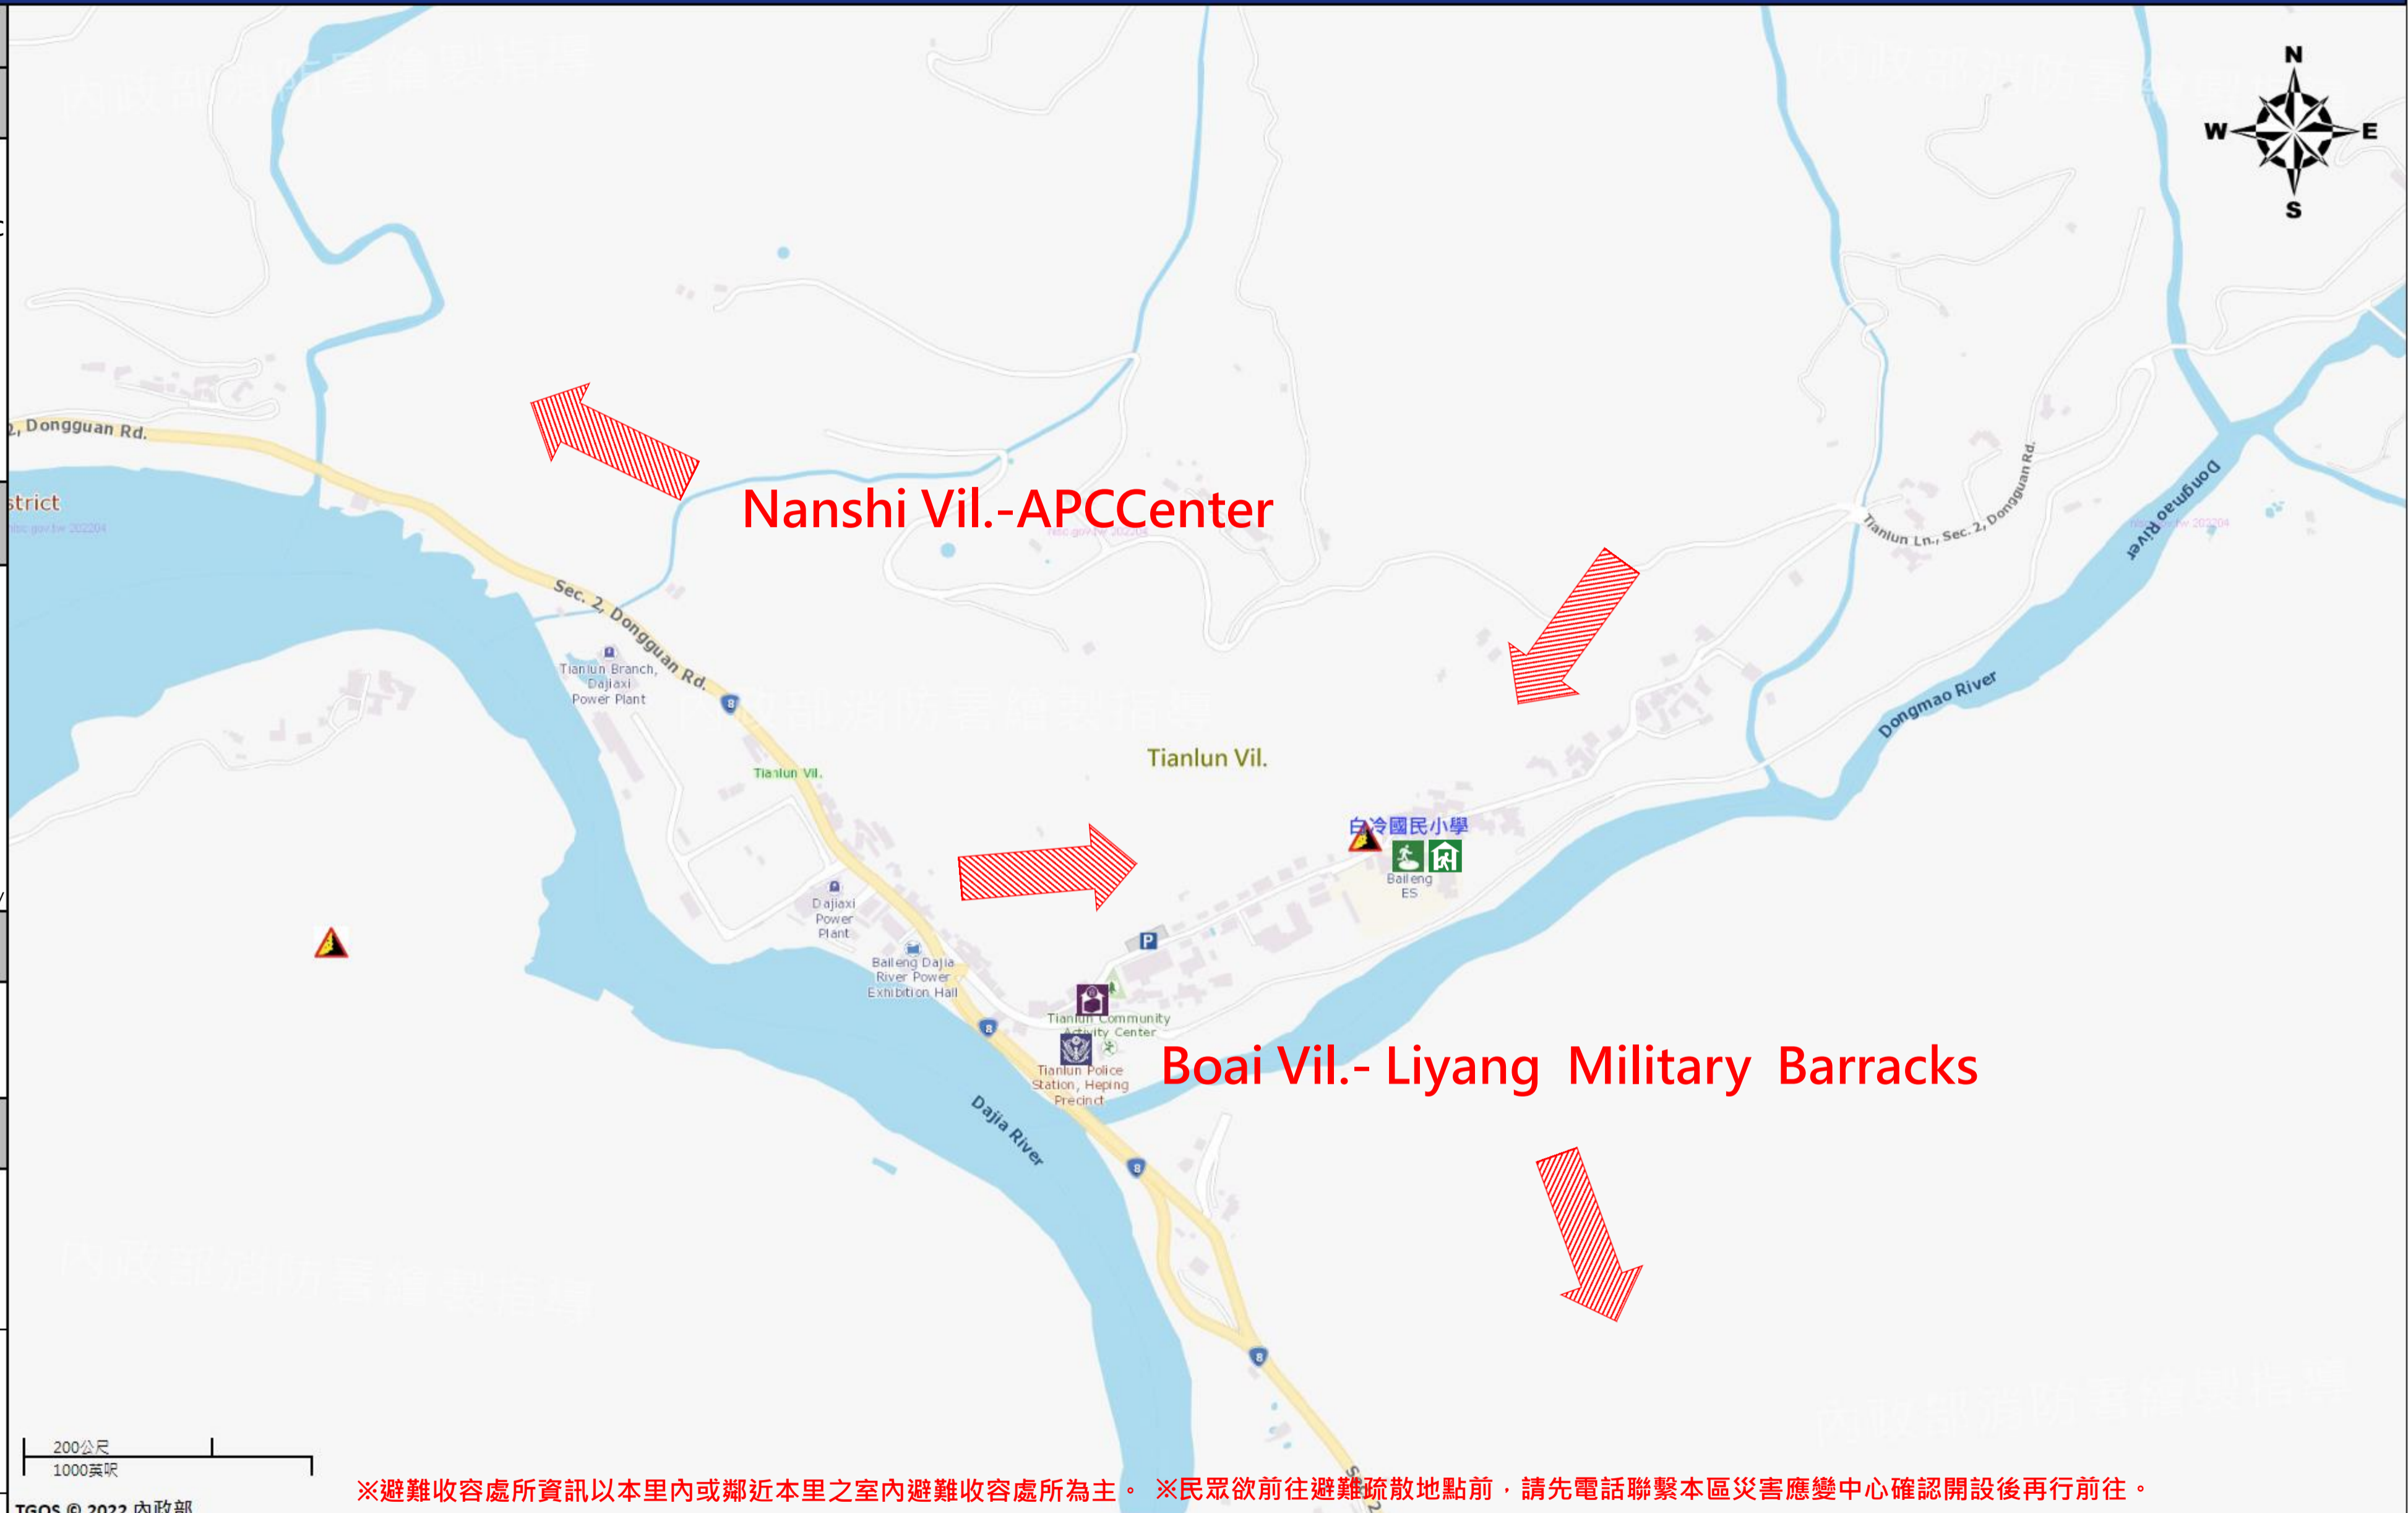 N
W
E
S
2, Dongguan Rd.
strict
Nanshi Vil.-APCCenter
Sec. 2, Dongguan Rd.
Tianlun Ln., Sec. 2, Dongguan Rd.
Dongmao River
Tianlun Branch,
Dajiaxi
Power Plant
8
Dongmao River
Tianlun Vil.
Tianlun Vil.
白冷國民小學
Baileng
ES
Dajiaxi
Power
Plant
P
Baileng Dajia
River Power
Exhibition Hall
Tianlun Community
Activity Center
8
Boai Vil.- Liyang Military Barracks
Tianlun Police
Station, Heping
Precinct
Dajia River
8
8
200公尺
1000英呎
※避難收容處所資訊以本里內或鄰近本里之室內避難收容處所為主。 ※民眾欲前往避難疏散地點前，請先電話聯繫本區災害應變中心確認開設後再行前往。
TGOS © 2022 內政部